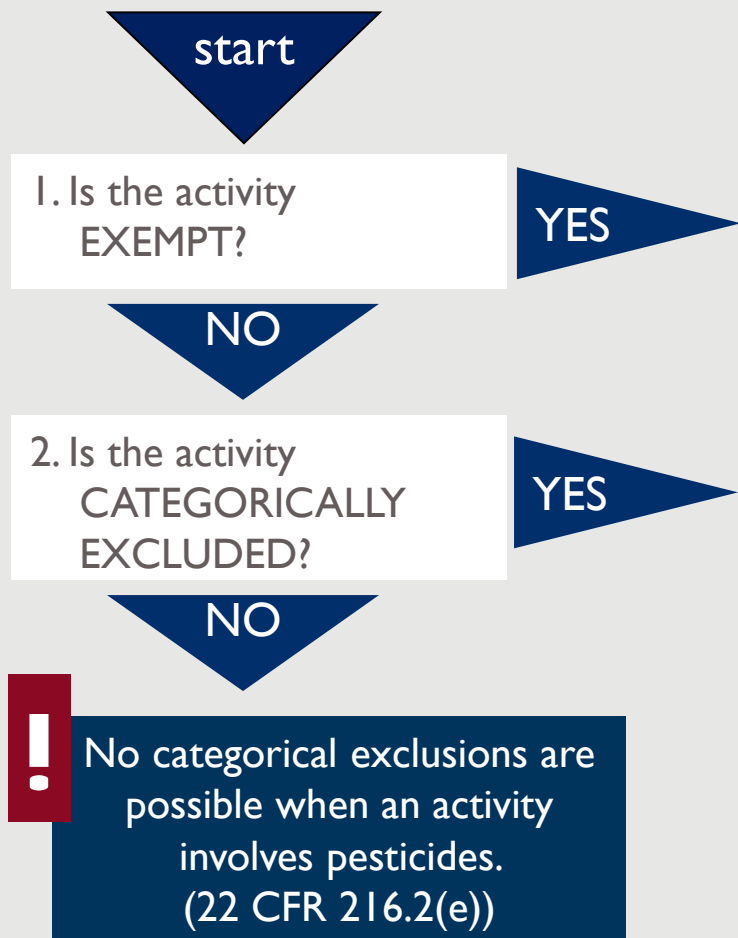 start
1. Is the activity
EXEMPT?
YES
NO
2. Is the activity
CATEGORICALLY
EXCLUDED?
YES
NO
!
No categorical exclusions are
possible when an activity
involves pesticides.
(22 CFR 216.2(e))